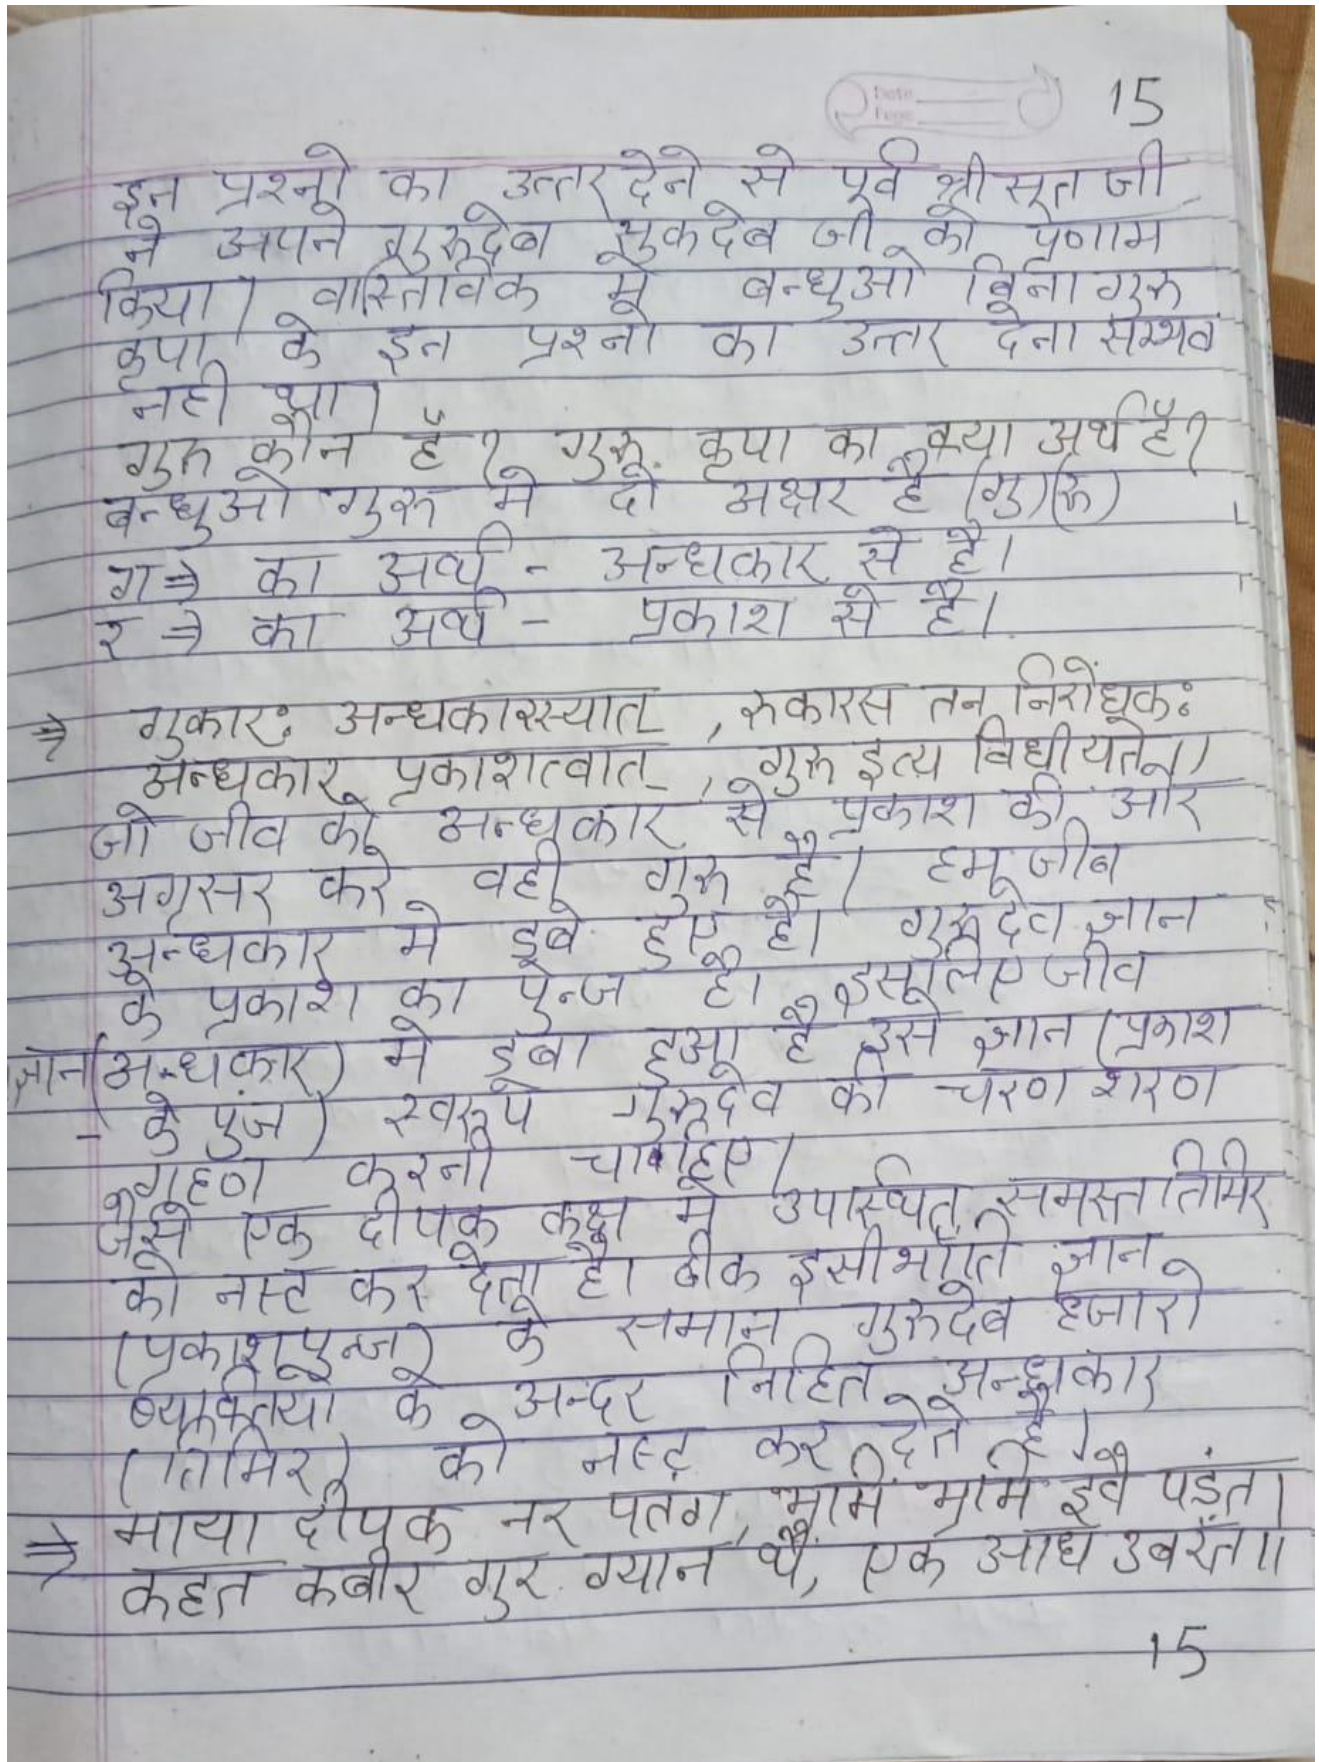 Date
Page
15
इन प्रश्नो का उत्तर देने से पूर्व श्री सूत जी
ने अपने गुरुदेब सुकदेब जी को प्रणाम
किया। वास्तिविक मे बन्धुओ बिना गुरु
कृपा के इन प्रश्नो का उत्तर देना सम्भव
नही था।
गुरु कौन है? गुरु कृपा का क्या अर्थ है?
बन्धुओ गुरु मे दो अक्षर है (गु)(रु)
ग⇒ का अर्थ - अन्धकार से है।
र ⇒ का अर्थ - प्रकाश से है।
⇒ गुकारः अन्धकारस्यात्, रुकारस तन निरोधकः
अन्धकार प्रकाशत्वात्, गुरु इत्य विधीयते॥
जो जीव को अन्धकार से प्रकाश की ओर
अग्रसर करे वही गुरु है। हम जीब
अन्धकार मे डूबे हुए है। गुरुदेव ज्ञान
के प्रकाश का पुन्ज है। इसलिए जीव
ज्ञान(अन्धकार) मे डूबा हुआ है उसे ज्ञान (प्रकाश
- के पुंज) स्वरूप गुरुदेव की चरण शरण
ग्रहण करनी चाहिए।
जैसे एक दीपक कक्ष मे उपस्थित समस्त तिमिर
को नस्ट कर देता है। ठीक इसी भाँति ज्ञान
(प्रकाशपुन्ज) के समान गुरुदेब हजारो
ब्यक्तियो के अन्दर निहित अन्धकार
(तिमिर) को नस्ट कर देते है।
⇒ माया दीपक नर पतंग, भ्रमि भ्रमि इवै पड़ंत।
कहत कबीर गुर ग्यान थै, एक आध उबरंत॥
15